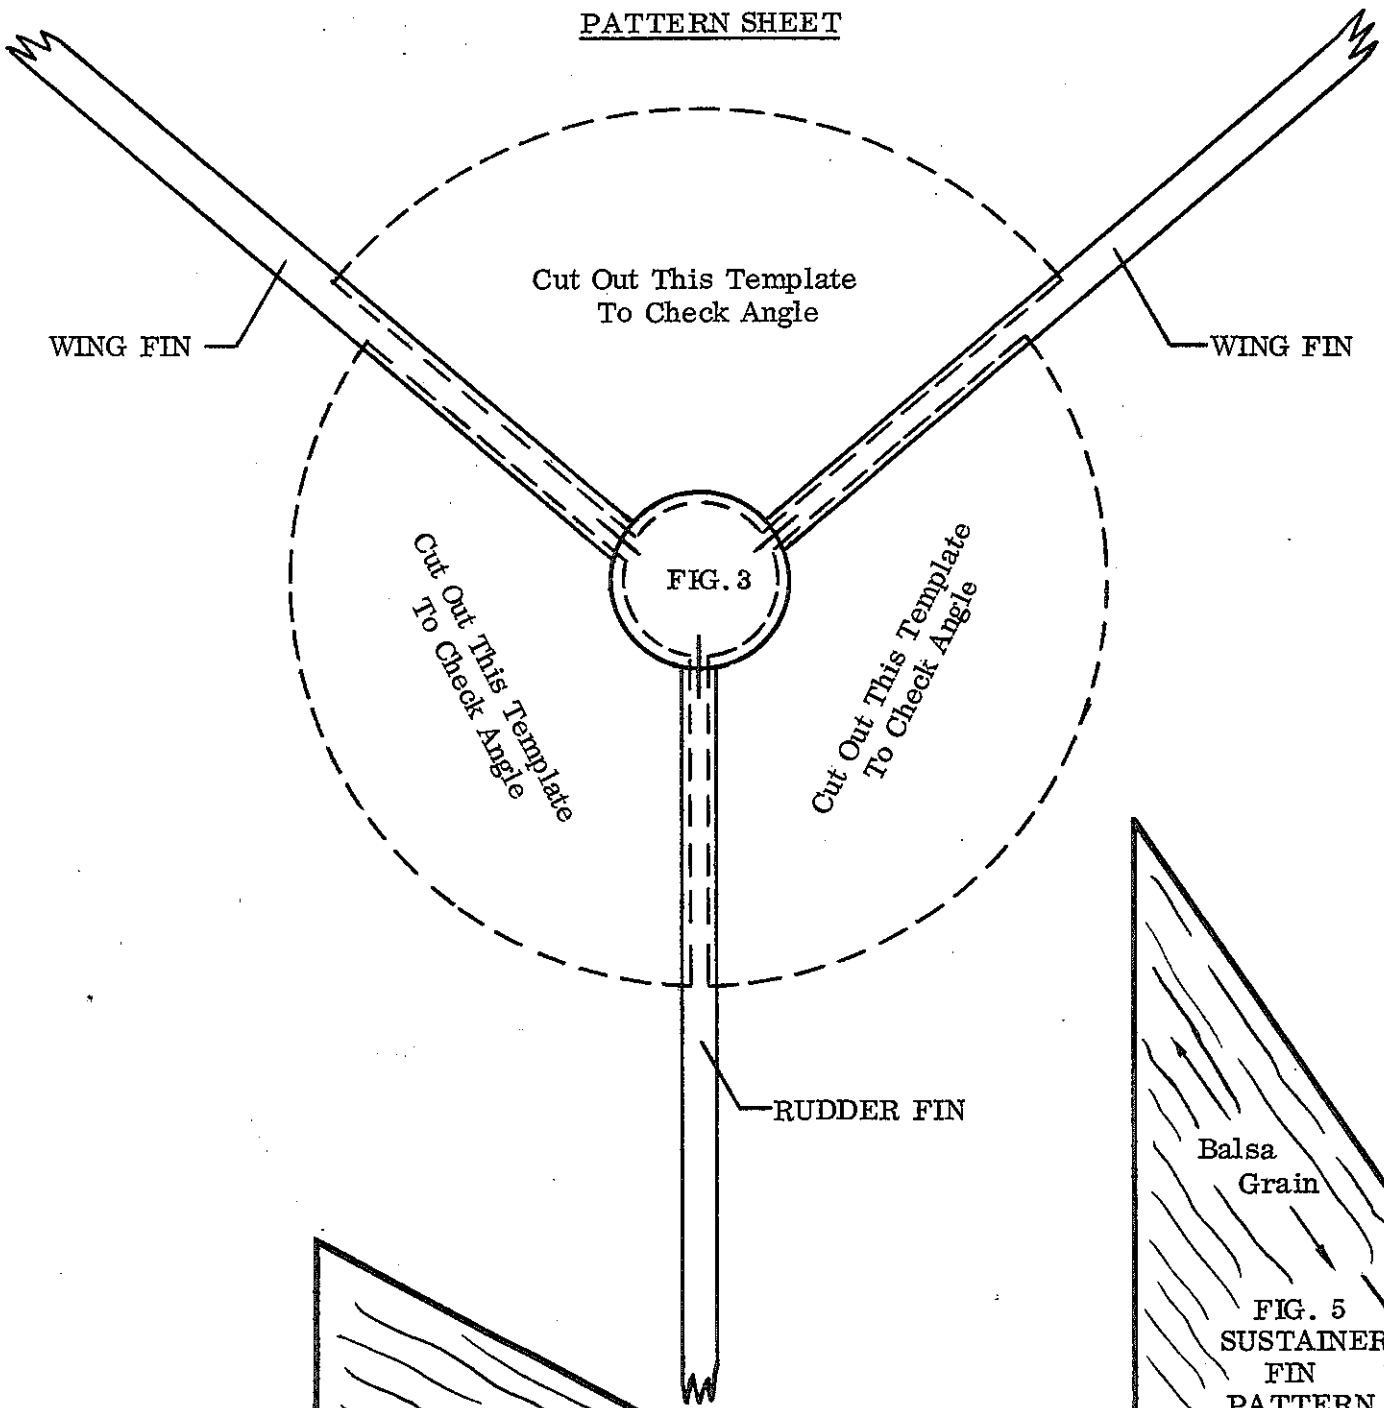 PATTERN SHEET
Cut Out This Template
To Check Angle
WING FIN
WING FIN
FIG. 3
Cut Out This Template
To Check Angle
Cut Out This Template
To Check Angle
RUDDER FIN
Balsa
Grain
FIG. 5
SUSTAINER
FIN
PATTERN